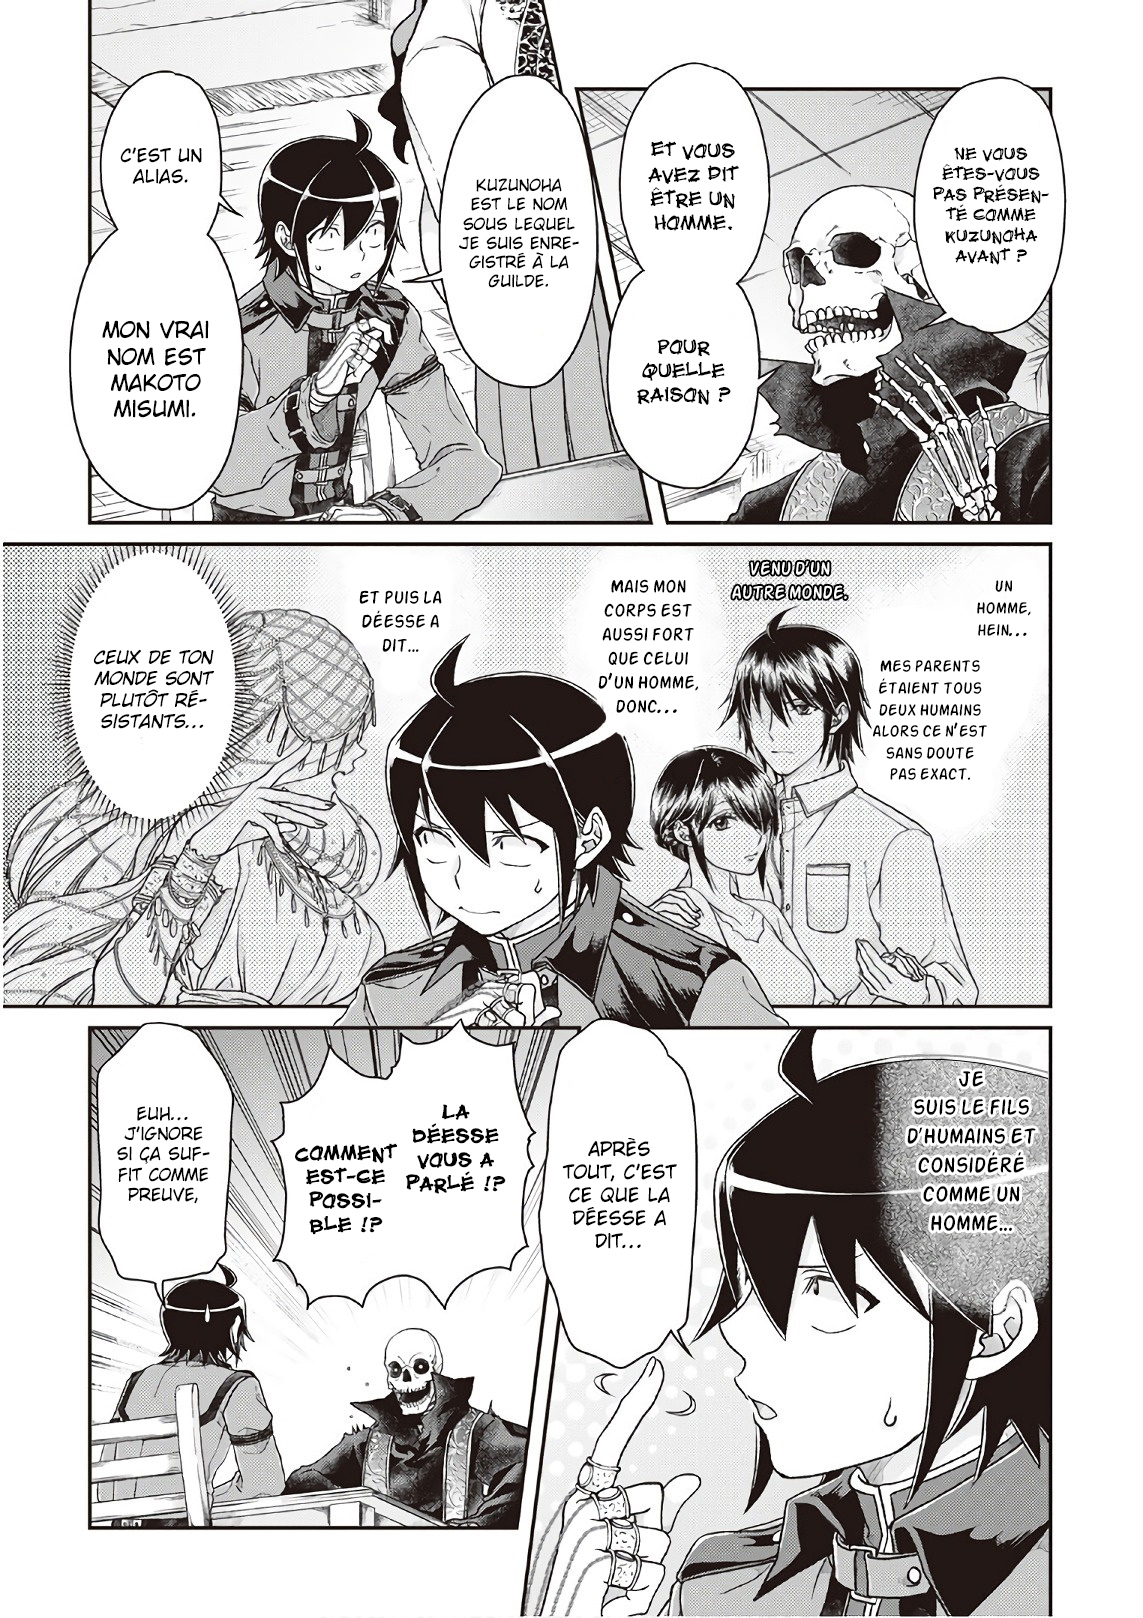 NE VOUS
ÊTES-VOUS
PAS PRÉSEN-
TÉ COMME
KUZUNOHA
AVANT ?
ET VOUS
AVEZ DIT
ÊTRE UN
HOMME.
POUR
QUELLE
RAISON ?
KUZUNOHA
EST LE NOM
SOUS LEQUEL
JE SUIS ENRE-
GISTRÉ À LA
GUILDE.
C'EST UN
ALIAS.
MON VRAI
NOM EST
MAKOTO
MISUMI.
UN
HOMME,
HEIN...
MES PARENTS
ÉTAIENT TOUS
DEUX HUMAINS
ALORS CE N'EST
SANS DOUTE
PAS EXACT.
VENU D'UN
AUTRE MONDE.
MAIS MON
CORPS EST
AUSSI FORT
QUE CELUI
D'UN HOMME,
DONC...
ET PUIS LA
DÉESSE A
DIT...
CEUX DE TON
MONDE SONT
PLUTÔT RÉ-
SISTANTS...
JE
SUIS LE FILS
D'HUMAINS ET
CONSIDÉRÉ
COMME UN
HOMME...
APRÈS
TOUT, C'EST
CE QUE LA
DÉESSE A
DIT...
LA
DÉESSE
VOUS A
PARLÉ !?
COMMENT
EST-CE
POSSI-
BLE !?
EUH...
J'IGNORE
SI ÇA SUF-
FIT COMME
PREUVE,